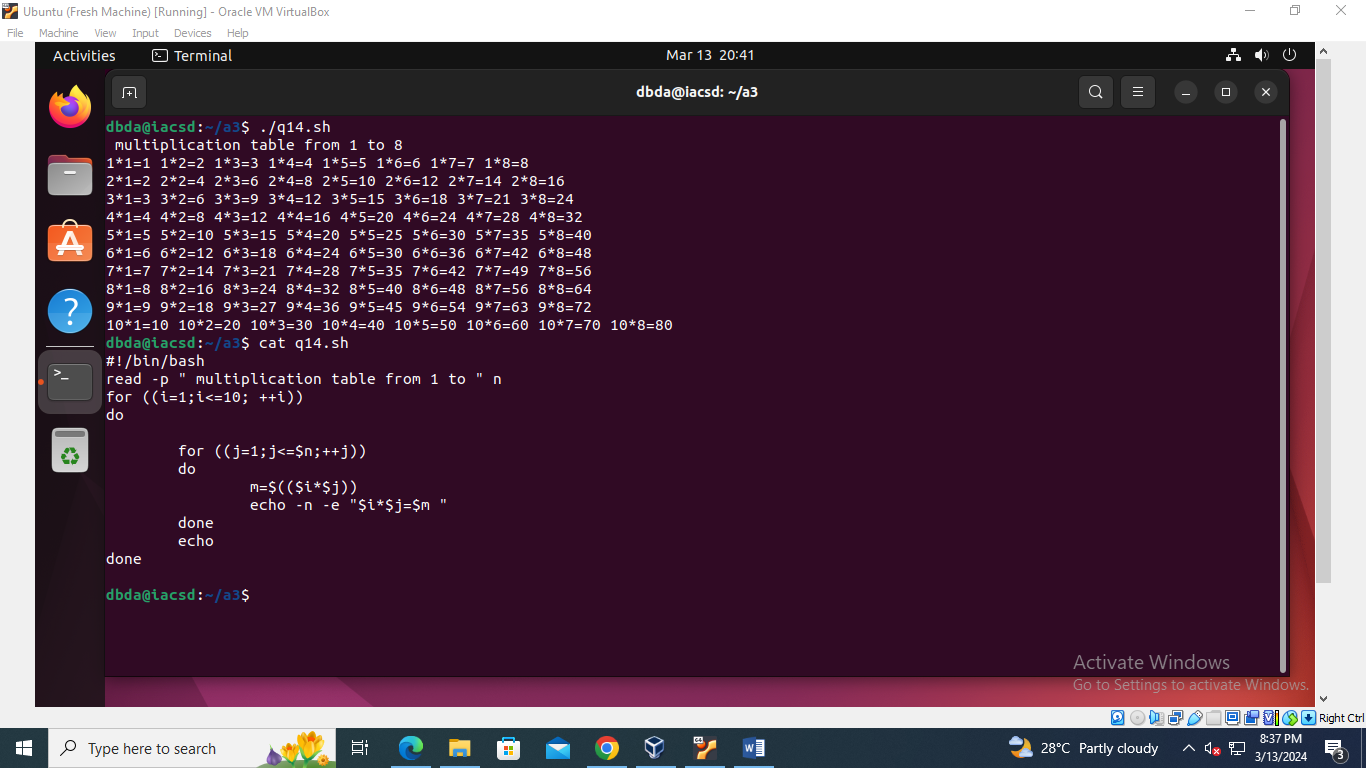 Ubuntu (Fresh Machine) [Running] - Oracle VM VirtualBox
File Machine View Input Devices Help
Activities Terminal Mar 13 20:41
dbda@iacsd: ~/a3
dbda@iacsd:~/a3$ ./q14.sh
 multiplication table from 1 to 8
1*1=1 1*2=2 1*3=3 1*4=4 1*5=5 1*6=6 1*7=7 1*8=8
2*1=2 2*2=4 2*3=6 2*4=8 2*5=10 2*6=12 2*7=14 2*8=16
3*1=3 3*2=6 3*3=9 3*4=12 3*5=15 3*6=18 3*7=21 3*8=24
4*1=4 4*2=8 4*3=12 4*4=16 4*5=20 4*6=24 4*7=28 4*8=32
5*1=5 5*2=10 5*3=15 5*4=20 5*5=25 5*6=30 5*7=35 5*8=40
6*1=6 6*2=12 6*3=18 6*4=24 6*5=30 6*6=36 6*7=42 6*8=48
7*1=7 7*2=14 7*3=21 7*4=28 7*5=35 7*6=42 7*7=49 7*8=56
8*1=8 8*2=16 8*3=24 8*4=32 8*5=40 8*6=48 8*7=56 8*8=64
9*1=9 9*2=18 9*3=27 9*4=36 9*5=45 9*6=54 9*7=63 9*8=72
10*1=10 10*2=20 10*3=30 10*4=40 10*5=50 10*6=60 10*7=70 10*8=80
dbda@iacsd:~/a3$ cat q14.sh
#!/bin/bash
read -p " multiplication table from 1 to " n
for ((i=1;i<=10; ++i))
do
        for ((j=1;j<=$n;++j))
        do
                m=$(($i*$j))
                echo -n -e "$i*$j=$m "
        done
        echo
done
dbda@iacsd:~/a3$
Activate Windows
Go to Settings to activate Windows.
Right Ctrl
Type here to search
28°C Partly cloudy
8:37 PM
3/13/2024
3